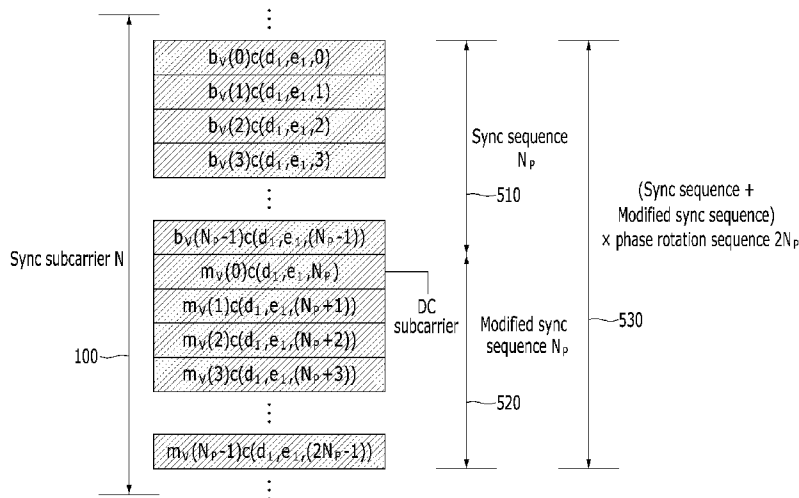 b_V(0)c(d_1,e_1,0)
b_V(1)c(d_1,e_1,1)
b_V(2)c(d_1,e_1,2)
b_V(3)c(d_1,e_1,3)
b_V(N_P-1)c(d_1,e_1,(N_P-1))
m_V(0)c(d_1,e_1,N_P)
m_V(1)c(d_1,e_1,(N_P+1))
m_V(2)c(d_1,e_1,(N_P+2))
m_V(3)c(d_1,e_1,(N_P+3))
m_V(N_P-1)c(d_1,e_1,(2N_P-1))
Sync subcarrier N
100
DC
subcarrier
Sync sequence
N_P
510
Modified sync
sequence N_P
520
(Sync sequence +
Modified sync sequence)
× phase rotation sequence 2N_P
530